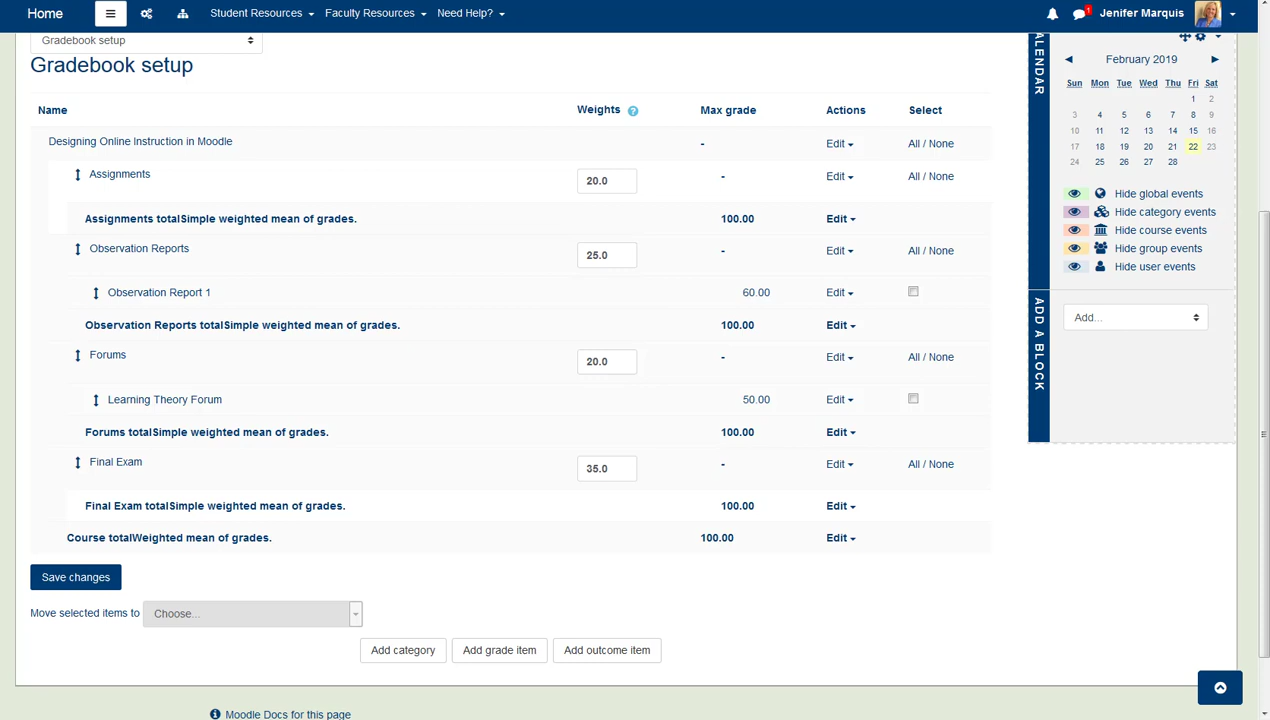 Home Student Resources Faculty Resources Need Help? 1 Jenifer Marquis
Gradebook setup
Gradebook setup
Name Weights Max grade Actions Select
Designing Online Instruction in Moodle - Edit All / None
Assignments 20.0 - Edit All / None
Assignments totalSimple weighted mean of grades. 100.00 Edit
Observation Reports 25.0 - Edit All / None
Observation Report 1 60.00 Edit
Observation Reports totalSimple weighted mean of grades. 100.00 Edit
Forums 20.0 - Edit All / None
Learning Theory Forum 50.00 Edit
Forums totalSimple weighted mean of grades. 100.00 Edit
Final Exam 35.0 - Edit All / None
Final Exam totalSimple weighted mean of grades. 100.00 Edit
Course totalWeighted mean of grades. 100.00 Edit
Save changes
Move selected items to Choose...
Add category Add grade item Add outcome item
Moodle Docs for this page
ALENDAR
February 2019
Sun Mon Tue Wed Thu Fri Sat
1 2
3 4 5 6 7 8 9
10 11 12 13 14 15 16
17 18 19 20 21 22 23
24 25 26 27 28
Hide global events
Hide category events
Hide course events
Hide group events
Hide user events
ADD A BLOCK
Add...